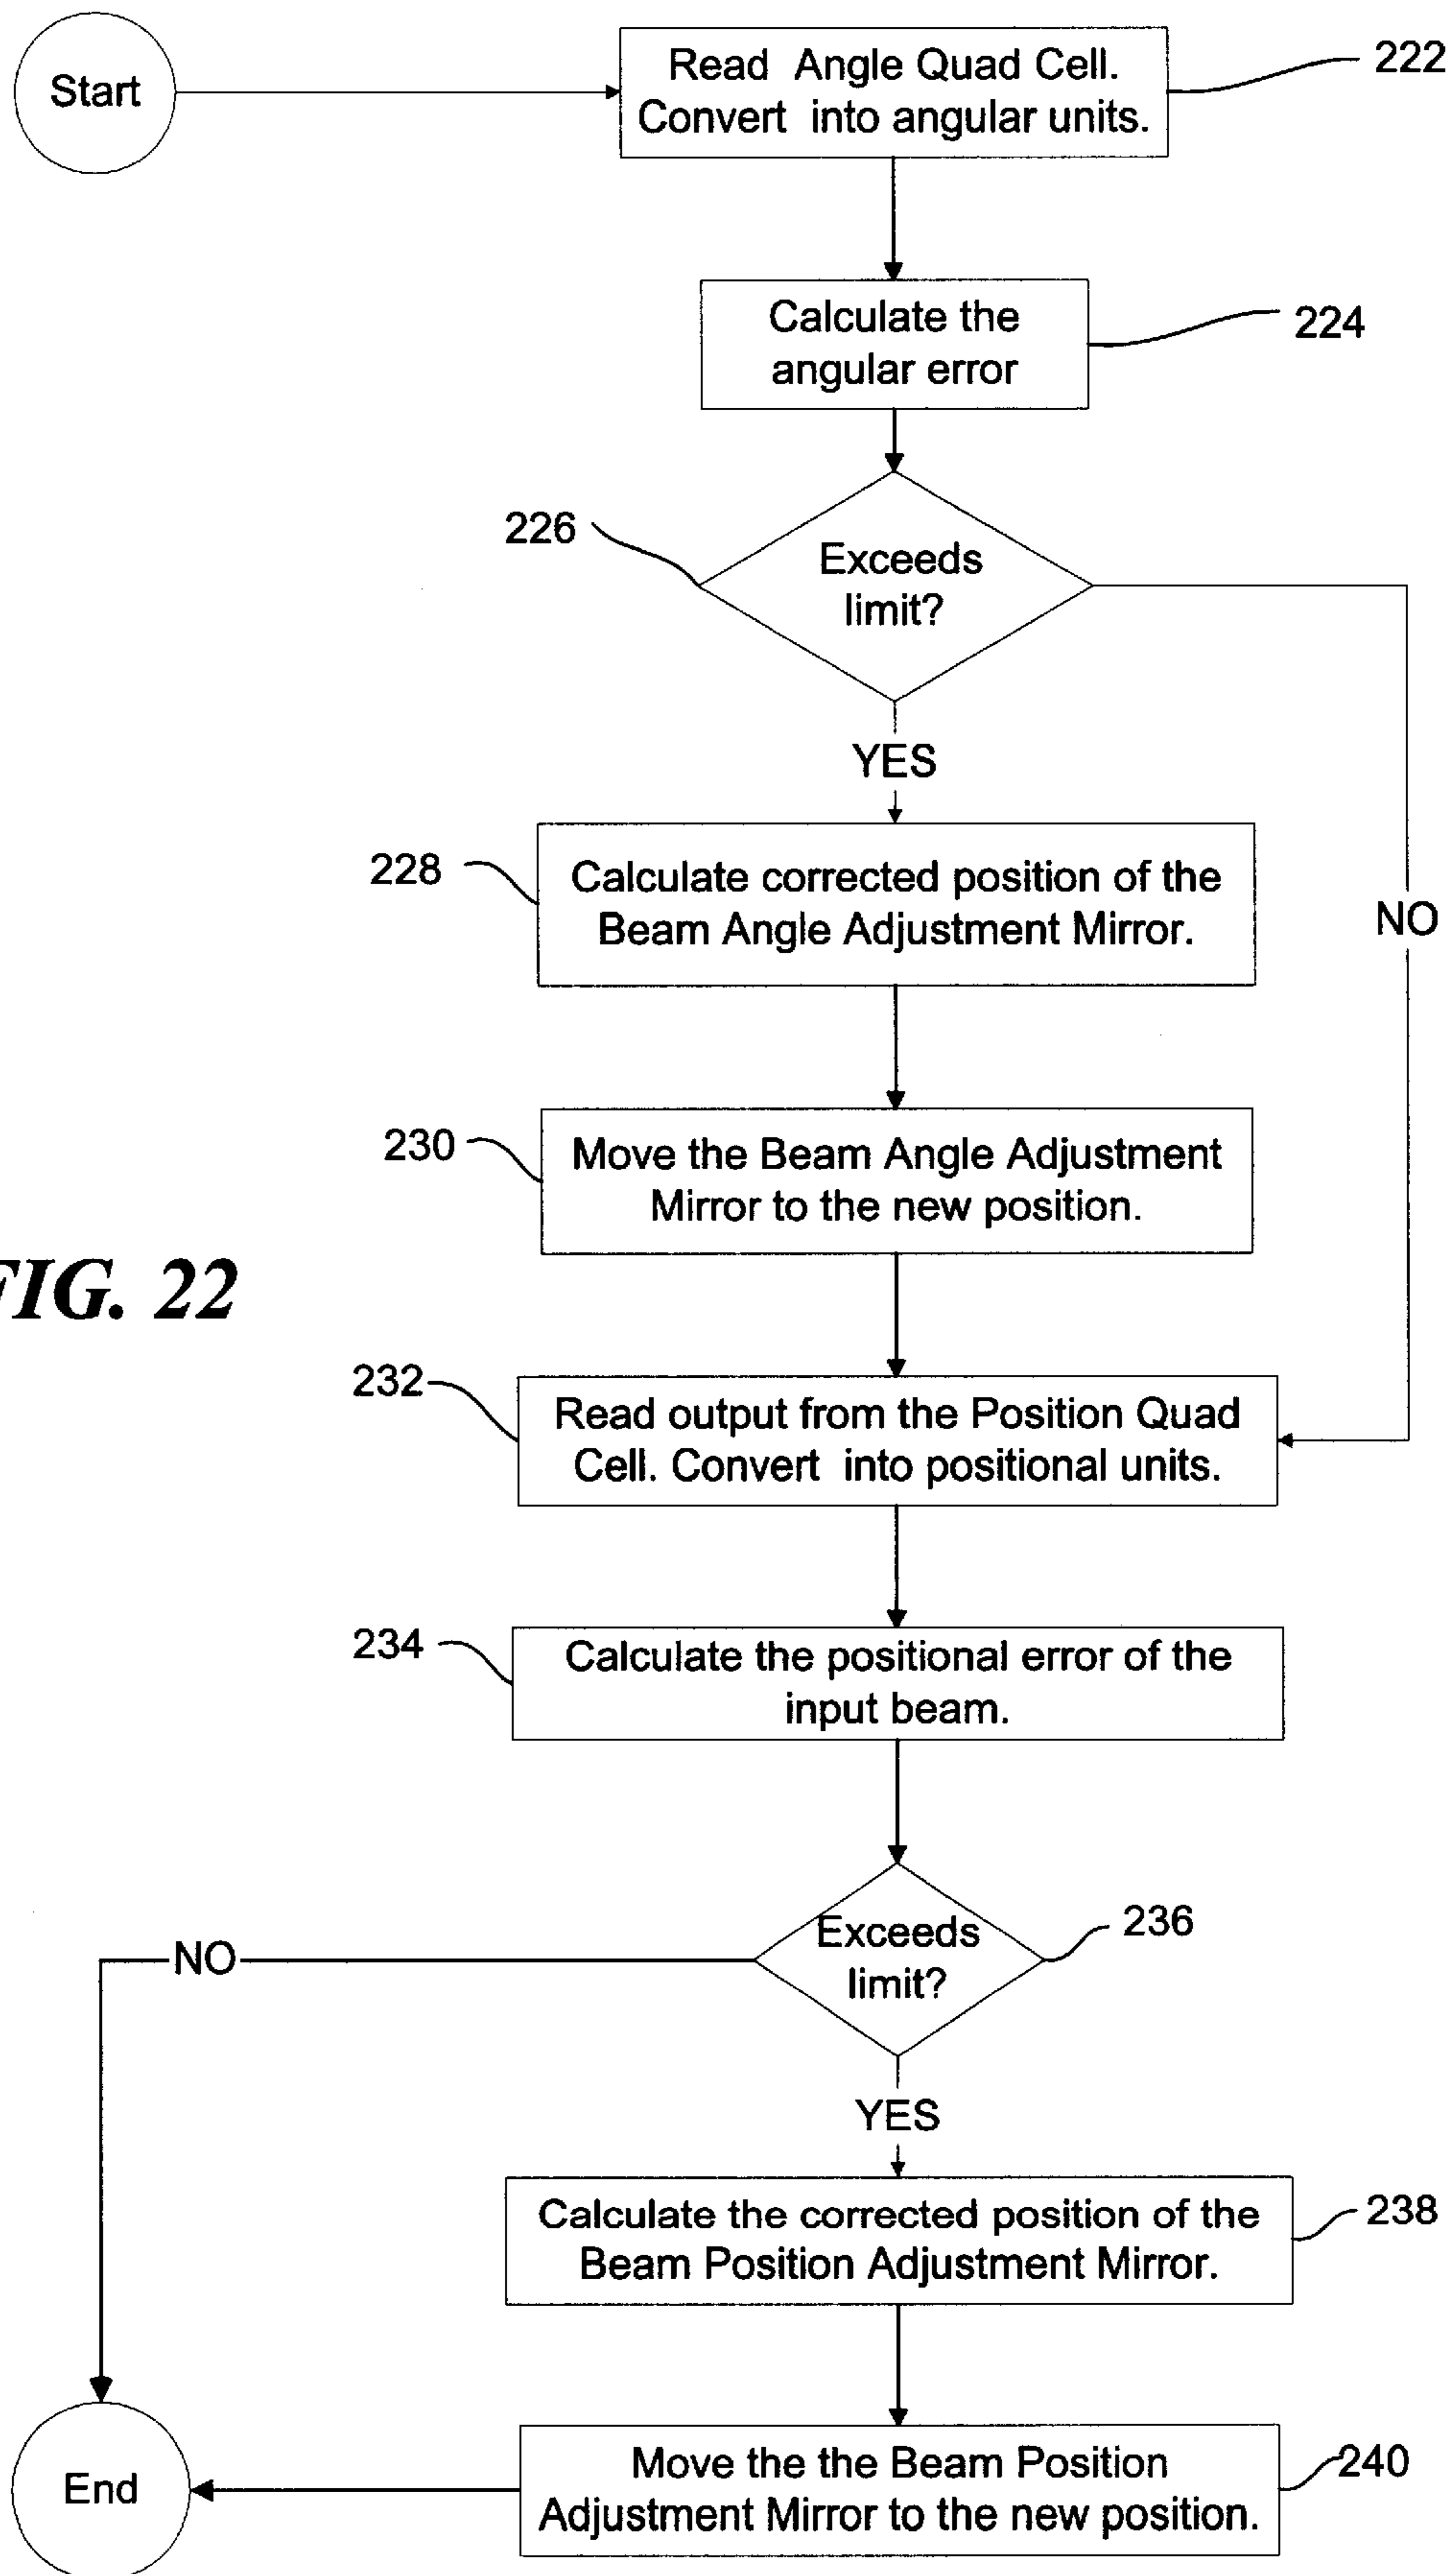 Start
Read Angle Quad Cell.
Convert into angular units.
222
Calculate the
angular error
224
226
Exceeds
limit?
YES
NO
228
Calculate corrected position of the
Beam Angle Adjustment Mirror.
230
Move the Beam Angle Adjustment
Mirror to the new position.
FIG. 22
232
Read output from the Position Quad
Cell. Convert into positional units.
234
Calculate the positional error of the
input beam.
236
Exceeds
limit?
NO
YES
Calculate the corrected position of the
Beam Position Adjustment Mirror.
238
End
Move the the Beam Position
Adjustment Mirror to the new position.
240